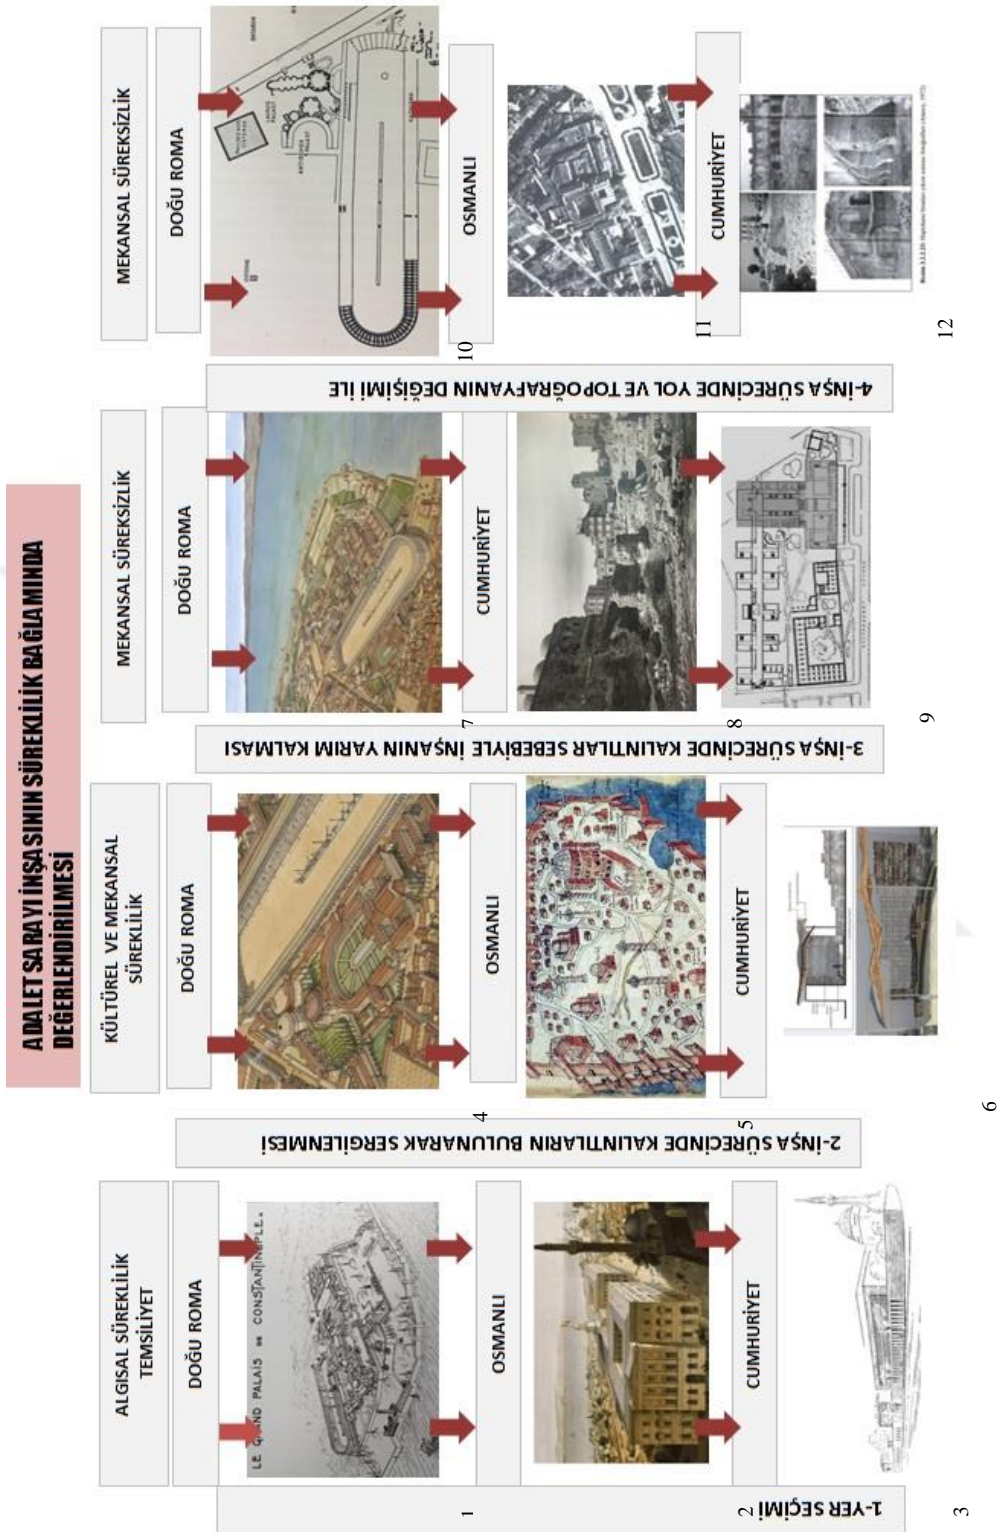 ADALET SARAYI İNŞASININ SÜREKLİLİK BAĞLAMINDA
DEĞERLENDİRİLMESİ
1-YER SEÇİMİ
ALGISAL SÜREKLİLİK
TEMSİLİYET
DOĞU ROMA
LE GRAND PALAIS DE CONSTANTINEPLE.
1
OSMANLI
2
CUMHURİYET
3
2-İNŞA SÜRECİNDE KALINTILARIN BULUNARAK SERGİLENMESİ
KÜLTÜREL VE MEKANSAL
SÜREKLİLİK
DOĞU ROMA
4
OSMANLI
5
CUMHURİYET
6
3-İNŞA SÜRECİNDE KALINTILAR SEBEBİYLE İNŞANIN YARIM KALMASI
MEKANSAL SÜREKSİZLİK
DOĞU ROMA
7
CUMHURİYET
8
9
4-İNŞA SÜRECİNDE YOL VE TOPOĞRAFYANIN DEĞİŞİMİ İLE
MEKANSAL SÜREKSİZLİK
DOĞU ROMA
10
OSMANLI
11
CUMHURİYET
12